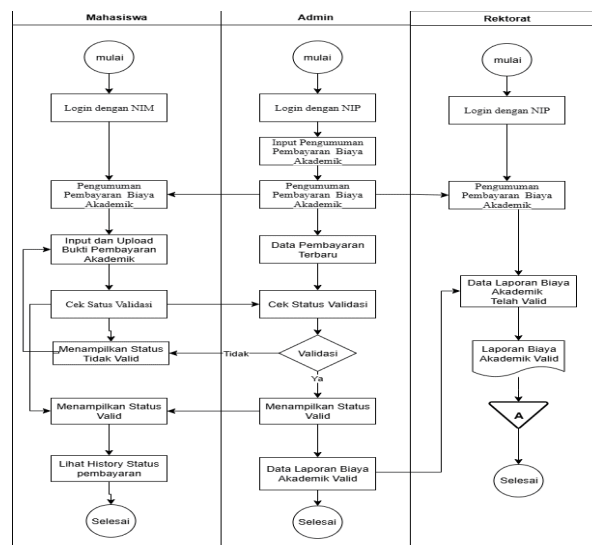 Mahasiswa
Admin
Rektorat
mulai
mulai
mulai
Login dengan NIM
Login dengan NIP
Login dengan NIP
Input Pengumuman
Pembayaran Biaya
Akademik
Pengumuman
Pembayaran Biaya
Akademik
Pengumuman
Pembayaran Biaya
Akademik
Pengumuman
Pembayaran Biaya
Akademik
Input dan Upload
Bukti Pembayaran
Akademik
Data Pembayaran
Terbaru
Data Laporan Biaya
Akademik
Telah Valid
Cek Satus Validasi
Cek Status Validasi
Menampilkan Status
Tidak Valid
Tidak
Validasi
Laporan Biaya
Akademik Valid
Ya
Menampilkan Status
Valid
Menampilkan Status
Valid
A
Lihat History Status
pembayaran
Data Laporan Biaya
Akademik Valid
Selesai
Selesai
Selesai